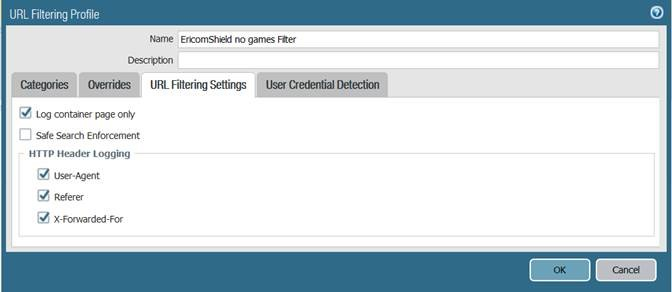 URL Filtering Profile
Name EricomShield no games Filter
Description
Categories Overrides URL Filtering Settings User Credential Detection
Log container page only
Safe Search Enforcement
HTTP Header Logging
User-Agent
Referer
X-Forwarded-For
OK Cancel